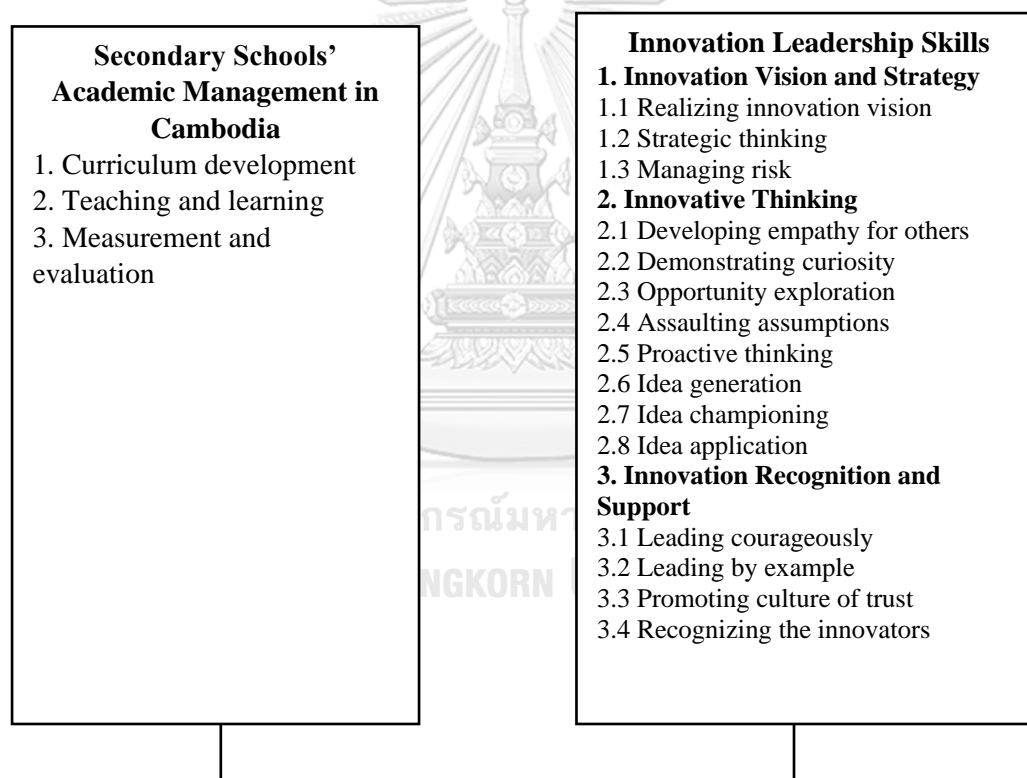 Secondary Schools’
Academic Management in
Cambodia
1. Curriculum development
2. Teaching and learning
3. Measurement and
evaluation
Innovation Leadership Skills
1. Innovation Vision and Strategy
1.1 Realizing innovation vision
1.2 Strategic thinking
1.3 Managing risk
2. Innovative Thinking
2.1 Developing empathy for others
2.2 Demonstrating curiosity
2.3 Opportunity exploration
2.4 Assaulting assumptions
2.5 Proactive thinking
2.6 Idea generation
2.7 Idea championing
2.8 Idea application
3. Innovation Recognition and
Support
3.1 Leading courageously
3.2 Leading by example
3.3 Promoting culture of trust
3.4 Recognizing the innovators